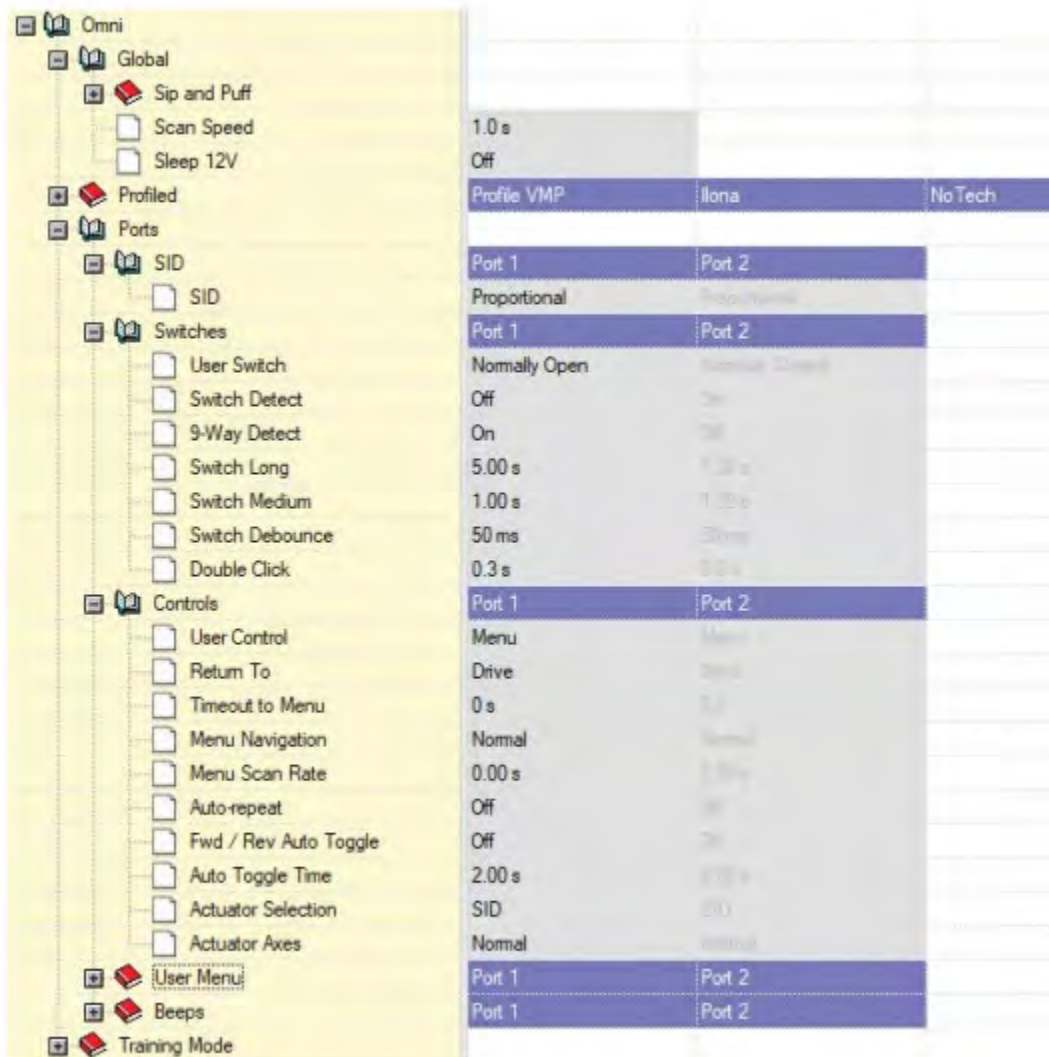 Omni
Global
Sip and Puff
Scan Speed 1.0 s
Sleep 12V Off
Profiled Profile VMP Ilona NoTech
Ports
SID Port 1 Port 2
SID Proportional Proportional
Switches Port 1 Port 2
User Switch Normally Open
Switch Detect Off
9-Way Detect On
Switch Long 5.00 s
Switch Medium 1.00 s
Switch Debounce 50 ms
Double Click 0.3 s
Controls Port 1 Port 2
User Control Menu
Return To Drive
Timeout to Menu 0 s
Menu Navigation Normal
Menu Scan Rate 0.00 s
Auto-repeat Off
Fwd / Rev Auto Toggle Off
Auto Toggle Time 2.00 s
Actuator Selection SID SID
Actuator Axes Normal Normal
User Menu Port 1 Port 2
Beeps Port 1 Port 2
Training Mode